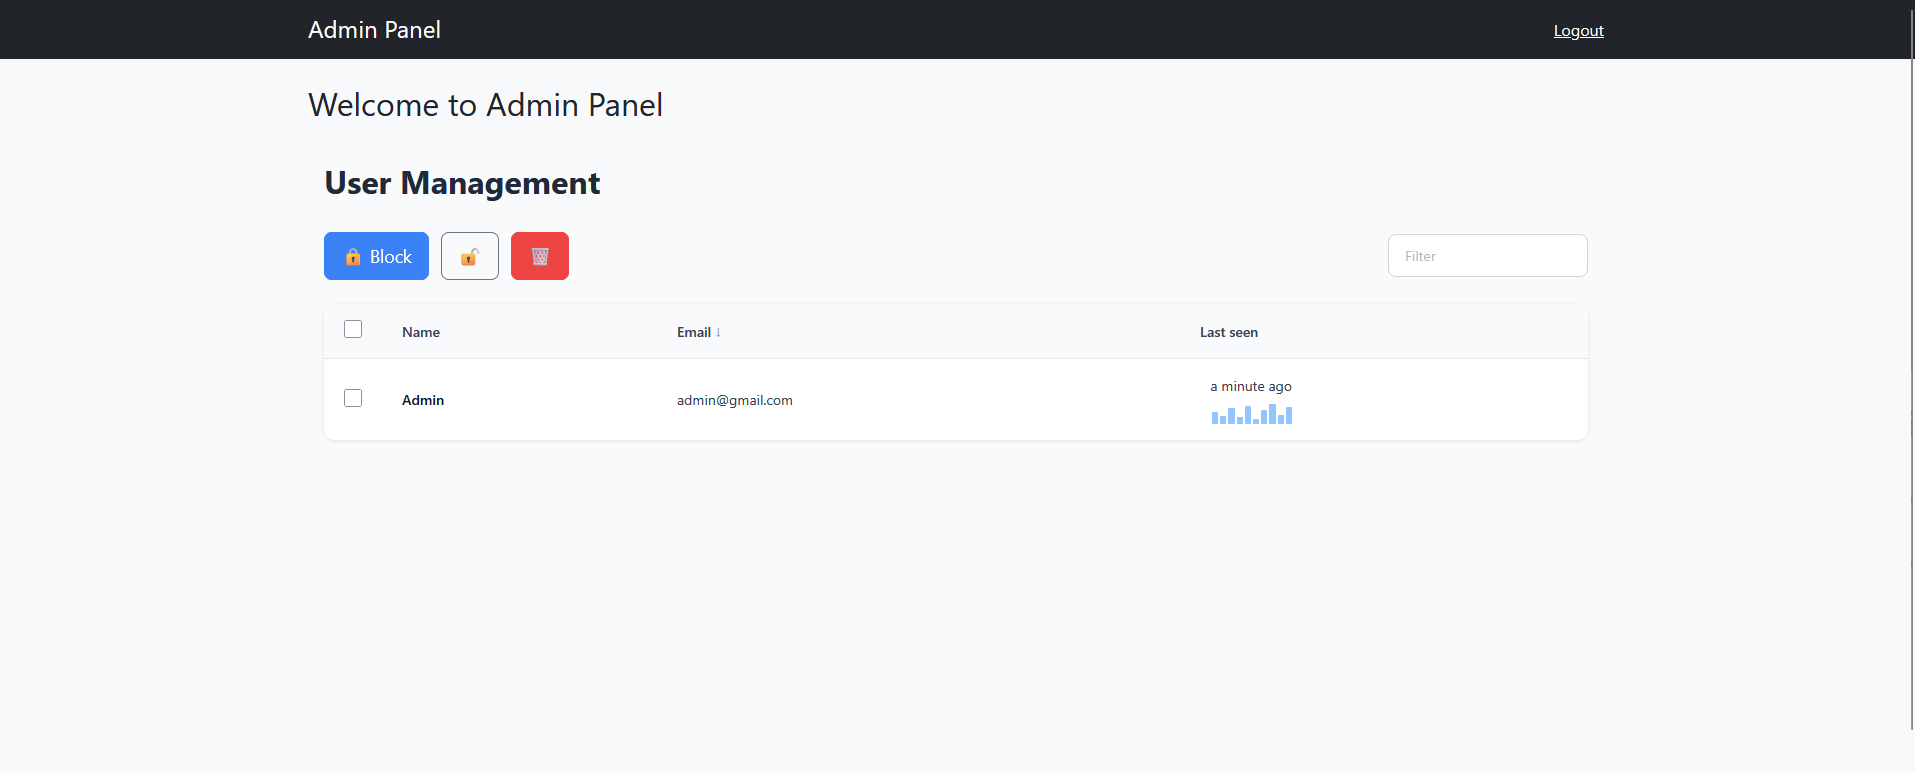 Admin Panel
Logout
Welcome to Admin Panel
User Management
Block
Filter
Name
Email ↓
Last seen
Admin
admin@gmail.com
a minute ago